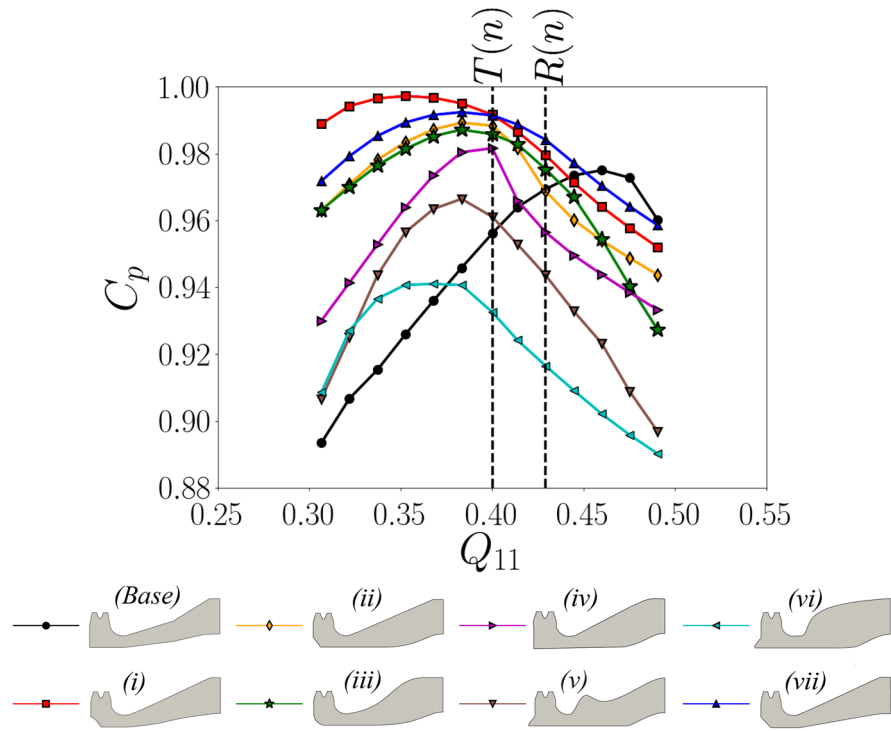 T(n) R(n)
1.00
0.98
0.96
0.94
0.92
0.90
0.88
C_p
0.25 0.30 0.35 0.40 0.45 0.50 0.55
Q_11
(Base) (ii) (iv) (vi)
(i) (iii) (v) (vii)